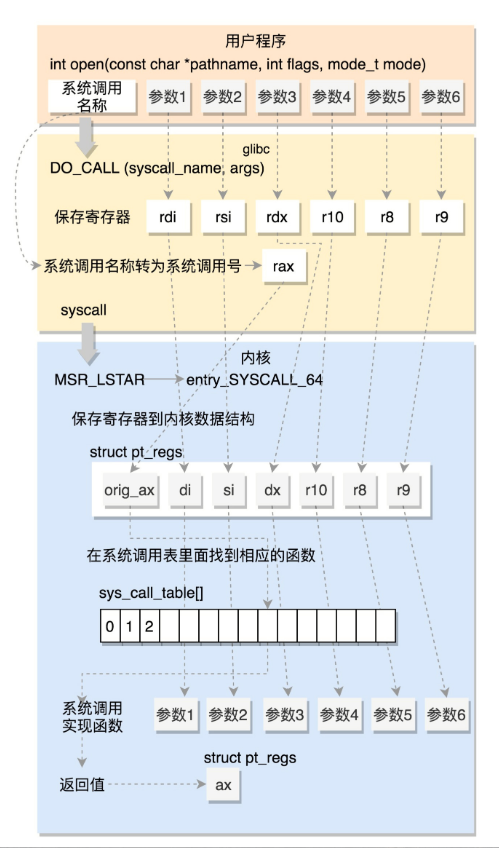 用户程序
int open(const char *pathname, int flags, mode_t mode)
系统调用
名称
参数1 参数2 参数3 参数4 参数5 参数6
glibc
DO_CALL (syscall_name, args)
保存寄存器 rdi rsi rdx r10 r8 r9
系统调用名称转为系统调用号 rax
syscall
内核
MSR_LSTAR entry_SYSCALL_64
保存寄存器到内核数据结构
struct pt_regs
orig_ax di si dx r10 r8 r9
在系统调用表里面找到相应的函数
sys_call_table[]
0 1 2
系统调用
实现函数
参数1 参数2 参数3 参数4 参数5 参数6
struct pt_regs
返回值 ax